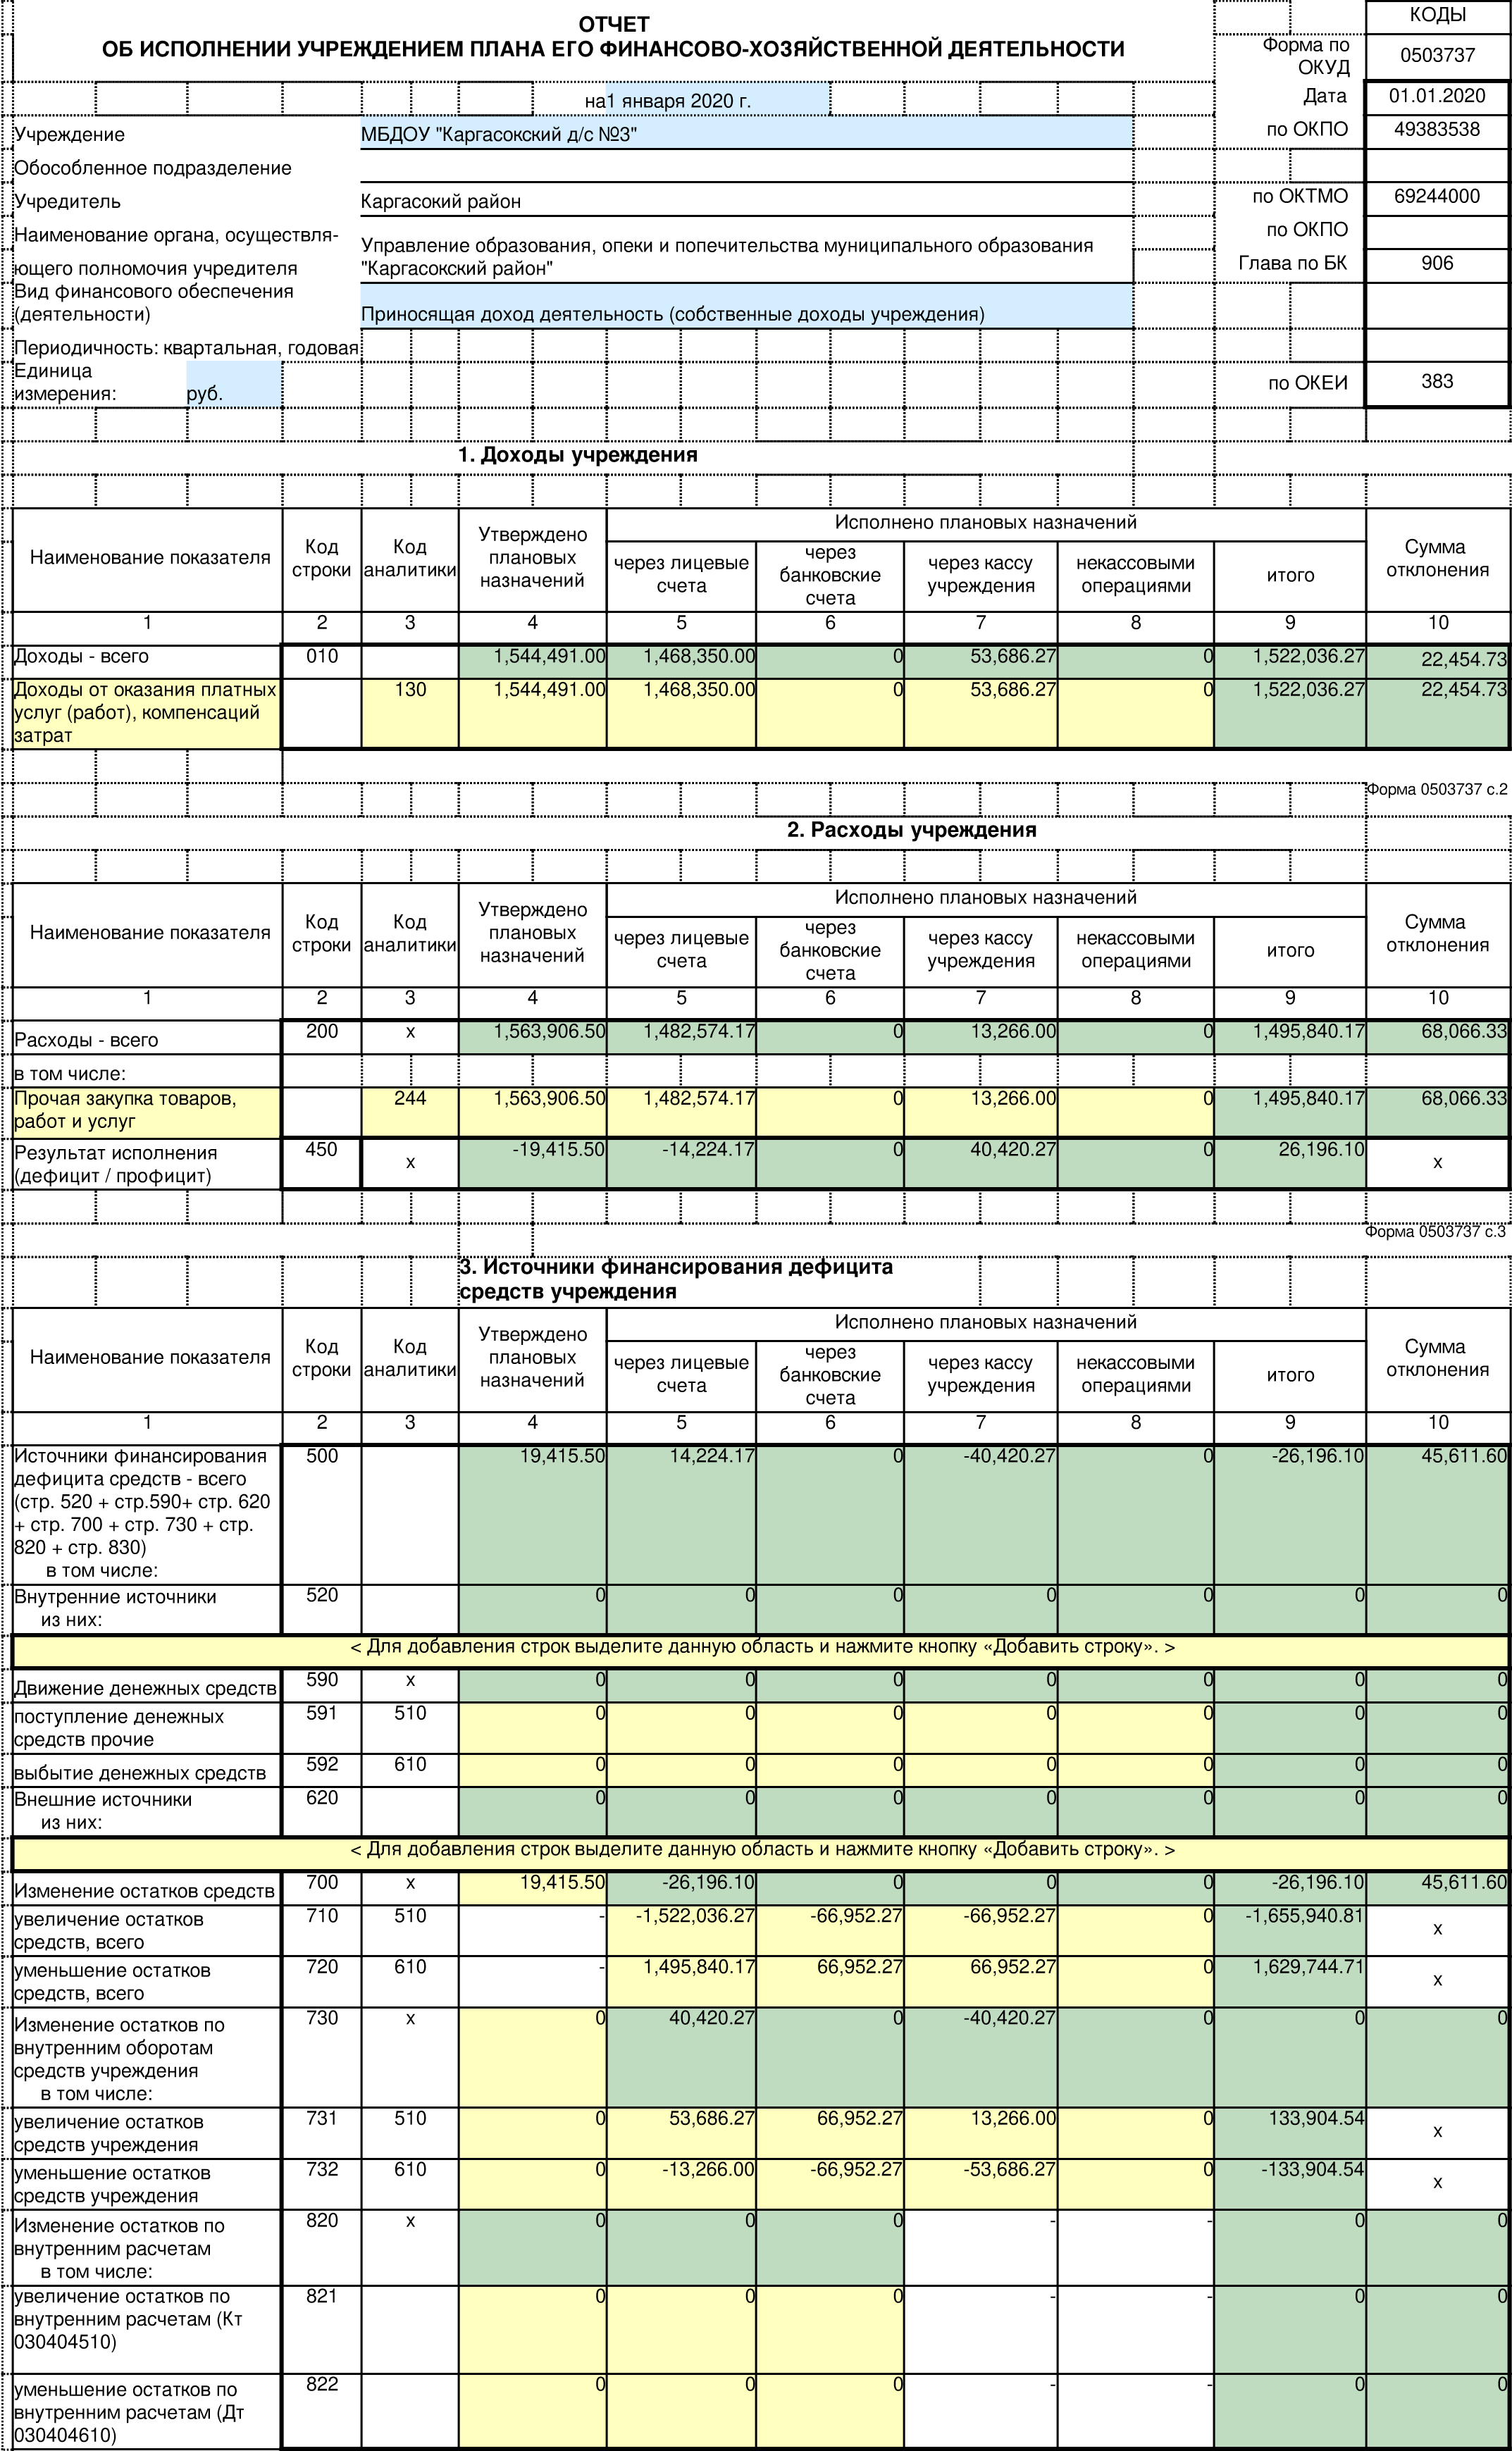 ОТЧЕТ
ОБ ИСПОЛНЕНИИ УЧРЕЖДЕНИЕМ ПЛАНА ЕГО ФИНАНСОВО-ХОЗЯЙСТВЕННОЙ ДЕЯТЕЛЬНОСТИ
КОДЫ
Форма по ОКУД 0503737
на1 января 2020 г. Дата 01.01.2020
Учреждение МБДОУ "Каргасокский д/с №3" по ОКПО 49383538
Обособленное подразделение
Учредитель Каргасокий район по ОКТМО 69244000
Наименование органа, осуществля- по ОКПО
ющего полномочия учредителя Управление образования, опеки и попечительства муниципального образования
"Каргасокский район" Глава по БК 906
Вид финансового обеспечения
(деятельности) Приносящая доход деятельность (собственные доходы учреждения)
Периодичность: квартальная, годовая
Единица
измерения: руб. по ОКЕИ 383
1. Доходы учреждения
Наименование показателя Код строки Код аналитики Утверждено плановых назначений Исполнено плановых назначений Сумма отклонения
через лицевые счета через банковские счета через кассу учреждения некассовыми операциями итого
1 2 3 4 5 6 7 8 9 10
Доходы - всего 010 1,544,491.00 1,468,350.00 0 53,686.27 0 1,522,036.27 22,454.73
Доходы от оказания платных 130 1,544,491.00 1,468,350.00 0 53,686.27 0 1,522,036.27 22,454.73
услуг (работ), компенсаций
затрат
Форма 0503737 с.2
2. Расходы учреждения
Наименование показателя Код строки Код аналитики Утверждено плановых назначений Исполнено плановых назначений Сумма отклонения
через лицевые счета через банковские счета через кассу учреждения некассовыми операциями итого
1 2 3 4 5 6 7 8 9 10
Расходы - всего 200 х 1,563,906.50 1,482,574.17 0 13,266.00 0 1,495,840.17 68,066.33
в том числе:
Прочая закупка товаров, 244 1,563,906.50 1,482,574.17 0 13,266.00 0 1,495,840.17 68,066.33
работ и услуг
Результат исполнения 450 х -19,415.50 -14,224.17 40,420.27 0 26,196.10 х
(дефицит / профицит)
Форма 0503737 с.3
3. Источники финансирования дефицита
средств учреждения
Наименование показателя Код строки Код аналитики Утверждено плановых назначений Исполнено плановых назначений Сумма отклонения
через лицевые счета через банковские счета через кассу учреждения некассовыми операциями итого
1 2 3 4 5 6 7 8 9 10
Источники финансирования 500 19,415.50 14,224.17 0 -40,420.27 0 -26,196.10 45,611.60
дефицита средств - всего
(стр. 520 + стр.590+ стр. 620
+ стр. 700 + стр. 730 + стр.
820 + стр. 830)
в том числе:
Внутренние источники 520 0 0 0 0 0 0 0
из них:
< Для добавления строк выделите данную область и нажмите кнопку «Добавить строку». >
Движение денежных средств 590 х 0 0 0 0 0 0 0
поступление денежных 591 510 0 0 0 0 0 0 0
средств прочие
выбытие денежных средств 592 610 0 0 0 0 0 0 0
Внешние источники 620 0 0 0 0 0 0 0
из них:
< Для добавления строк выделите данную область и нажмите кнопку «Добавить строку». >
Изменение остатков средств 700 х 19,415.50 -26,196.10 0 0 0 -26,196.10 45,611.60
увеличение остатков 710 510 - -1,522,036.27 -66,952.27 -66,952.27 0 -1,655,940.81 х
средств, всего
уменьшение остатков 720 610 - 1,495,840.17 66,952.27 66,952.27 0 1,629,744.71 х
средств, всего
Изменение остатков по 730 х 0 40,420.27 -40,420.27 0 0 0
внутренним оборотам
средств учреждения
в том числе:
увеличение остатков 731 510 0 53,686.27 66,952.27 13,266.00 0 133,904.54 х
средств учреждения
уменьшение остатков 732 610 0 -13,266.00 -66,952.27 -53,686.27 0 -133,904.54 х
средств учреждения
Изменение остатков по 820 х 0 0 0 - - 0 0
внутренним расчетам
в том числе:
увеличение остатков по 821 0 0 0 - - 0 0
внутренним расчетам (Кт
030404510)
уменьшение остатков по 822 0 0 0 - - 0 0
внутренним расчетам (Дт
030404610)